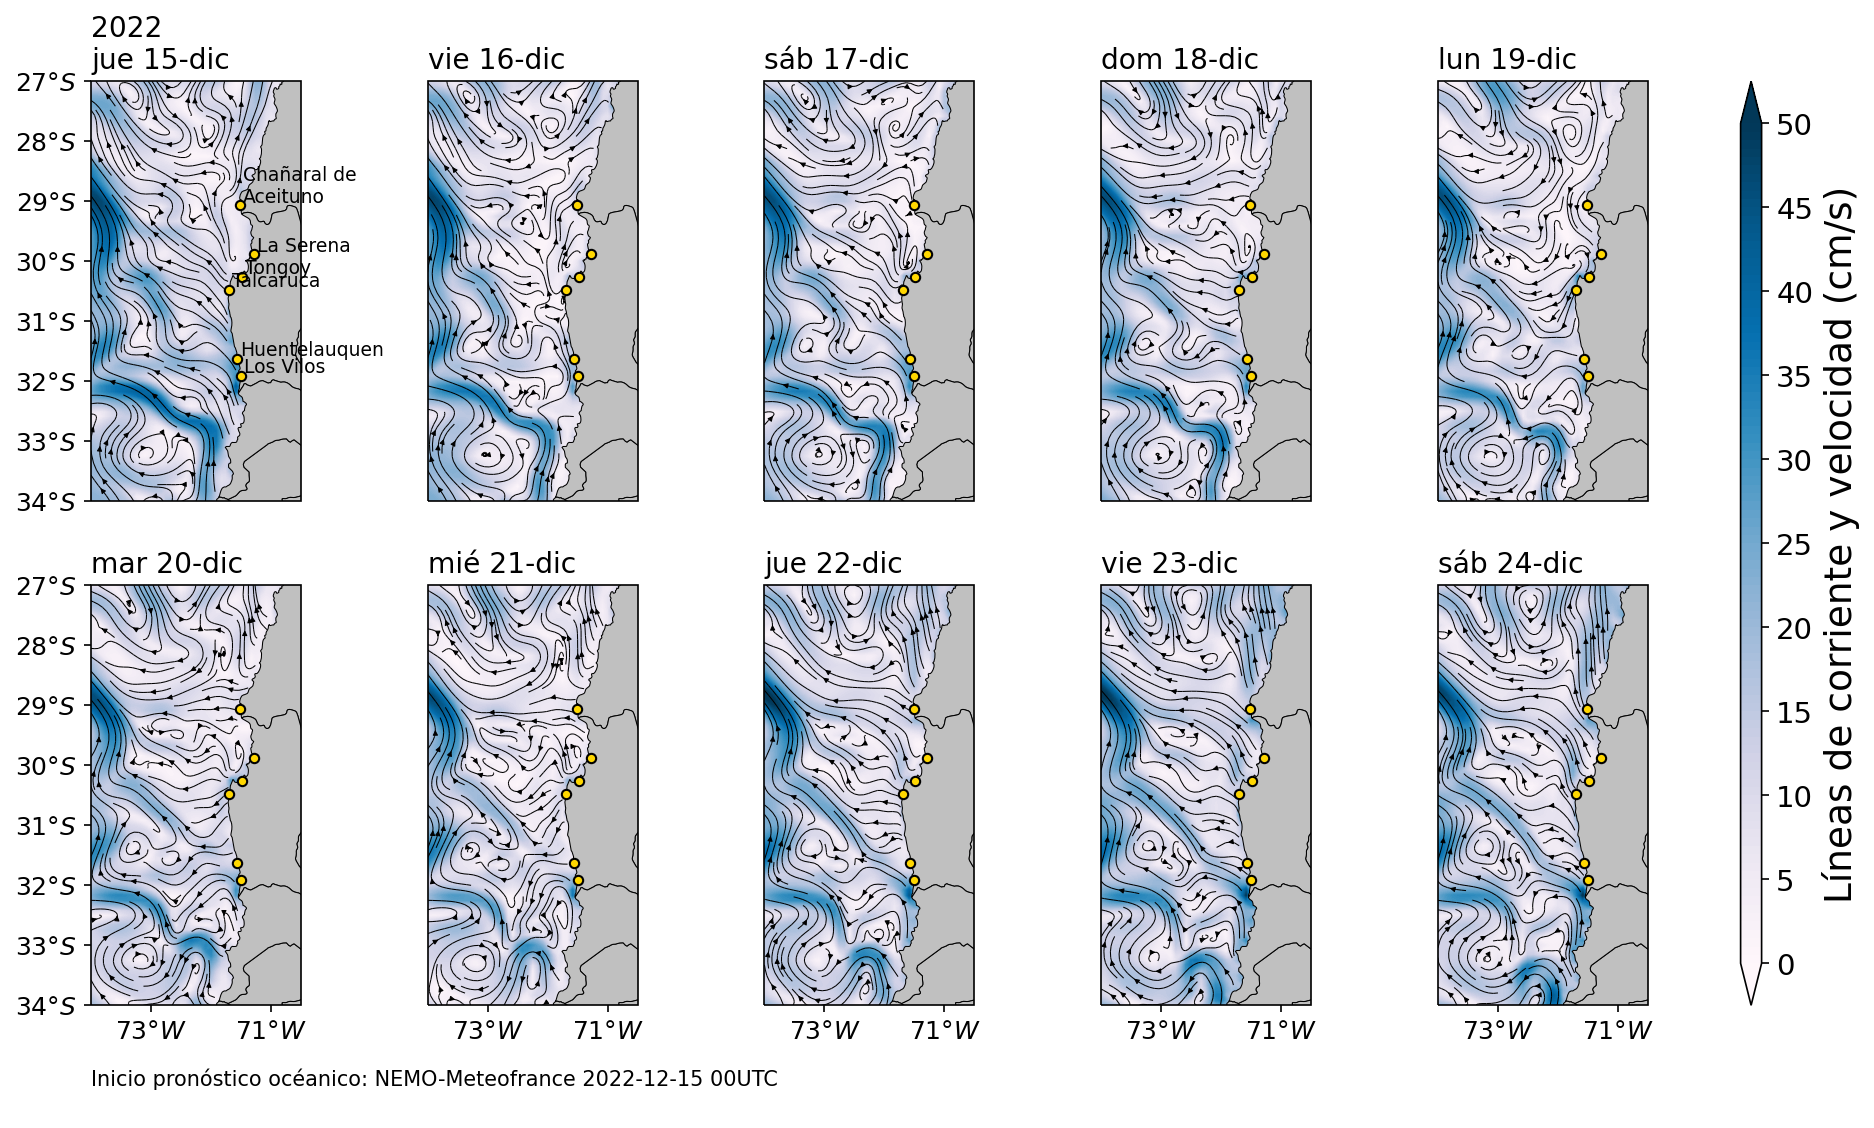 2022
jue 15-dic
vie 16-dic
sáb 17-dic
dom 18-dic
lun 19-dic
27°S
28°S
29°S
30°S
31°S
32°S
33°S
34°S
Chañaral de
Aceituno
La Serena
Tongoy
Talcaruca
Huentelauquen
Los Vilos
mar 20-dic
mié 21-dic
jue 22-dic
vie 23-dic
sáb 24-dic
27°S
28°S
29°S
30°S
31°S
32°S
33°S
34°S
73°W 71°W
73°W 71°W
73°W 71°W
73°W 71°W
73°W 71°W
50
45
40
35
30
25
20
15
10
5
0
Líneas de corriente y velocidad (cm/s)
Inicio pronóstico océanico: NEMO-Meteofrance 2022-12-15 00UTC